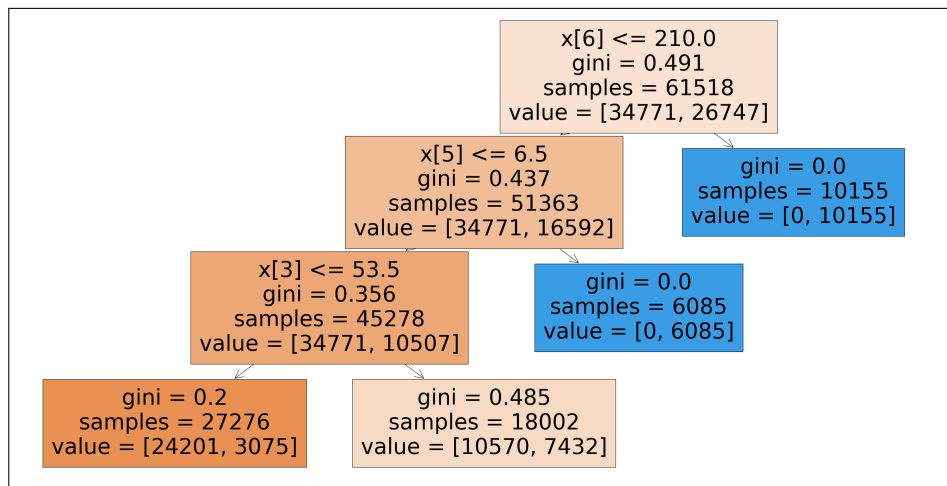 x[6] <= 210.0
gini = 0.491
samples = 61518
value = [34771, 26747]
x[5] <= 6.5
gini = 0.437
samples = 51363
value = [34771, 16592]
gini = 0.0
samples = 10155
value = [0, 10155]
x[3] <= 53.5
gini = 0.356
samples = 45278
value = [34771, 10507]
gini = 0.0
samples = 6085
value = [0, 6085]
gini = 0.2
samples = 27276
value = [24201, 3075]
gini = 0.485
samples = 18002
value = [10570, 7432]